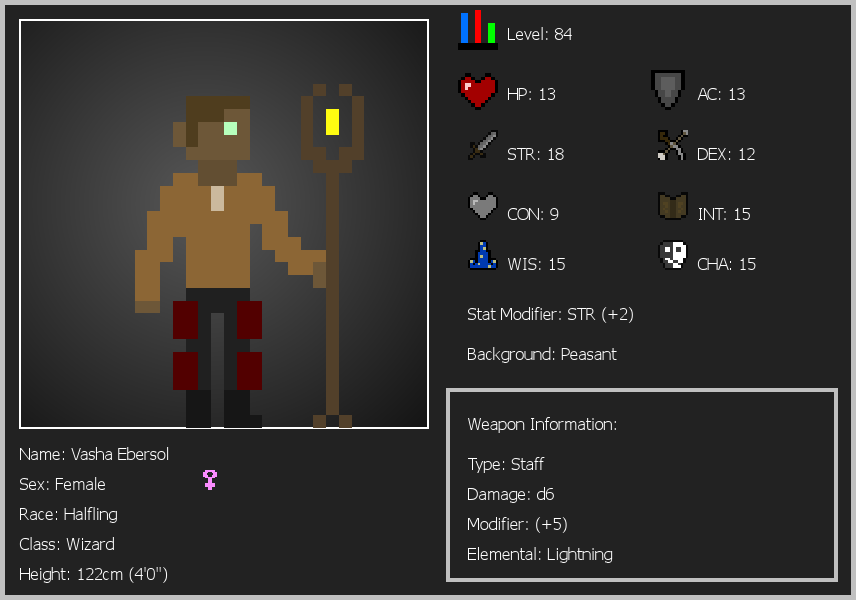 Level: 84
HP: 13
AC: 13
STR: 18
DEX: 12
CON: 9
INT: 15
WIS: 15
CHA: 15
Stat Modifier: STR (+2)
Background: Peasant
Weapon Information:
Type: Staff
Damage: d6
Modifier: (+5)
Elemental: Lightning
Name: Vasha Ebersol
Sex: Female
Race: Halfling
Class: Wizard
Height: 122cm (4'0")